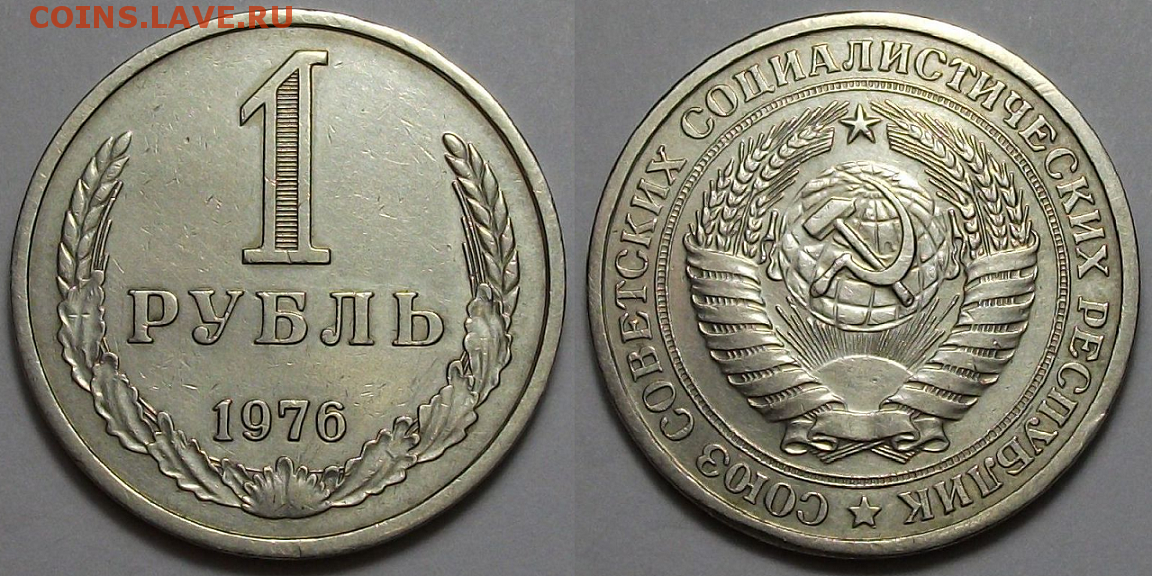 COINS.LAVE.RU
1
РУБЛЬ
1976
СОЮЗ СОВЕТСКИХ СОЦИАЛИСТИЧЕСКИХ РЕСПУБЛИК